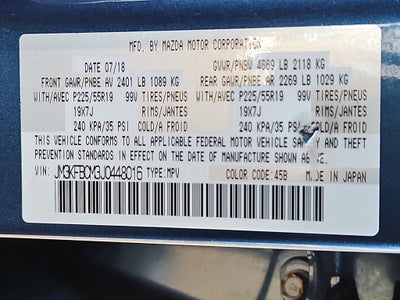 MFD. BY MAZDA MOTOR CORPORATION
DATE 07/18 GVWR/PNBV 4669 LB 2118 KG
FRONT GAWR/PNBE AV 2401 LB 1089 KG REAR GAWR/PNBE AR 2269 LB 1029 KG
WITH/AVEC P225/55R19 99V TIRES/PNEUS WITH/AVEC P225/55R19 99V TIRES/PNEUS
19X7J RIMS/JANTES 19X7J RIMS/JANTES
240 KPA/35 PSI COLD/A FROID 240 KPA/35 PSI COLD/A FROID
THIS VEHICLE CONFORMS TO ALL APPLICABLE FEDERAL MOTOR VEHICLE SAFETY AND THEFT
PREVENTION STANDARDS IN EFFECT ON THE DATE OF MANUFACTURE SHOWN ABOVE.
VIN: JM3KFBCM3J0448016 TYPE: MPV COLOR CODE: 45B MADE IN JAPAN